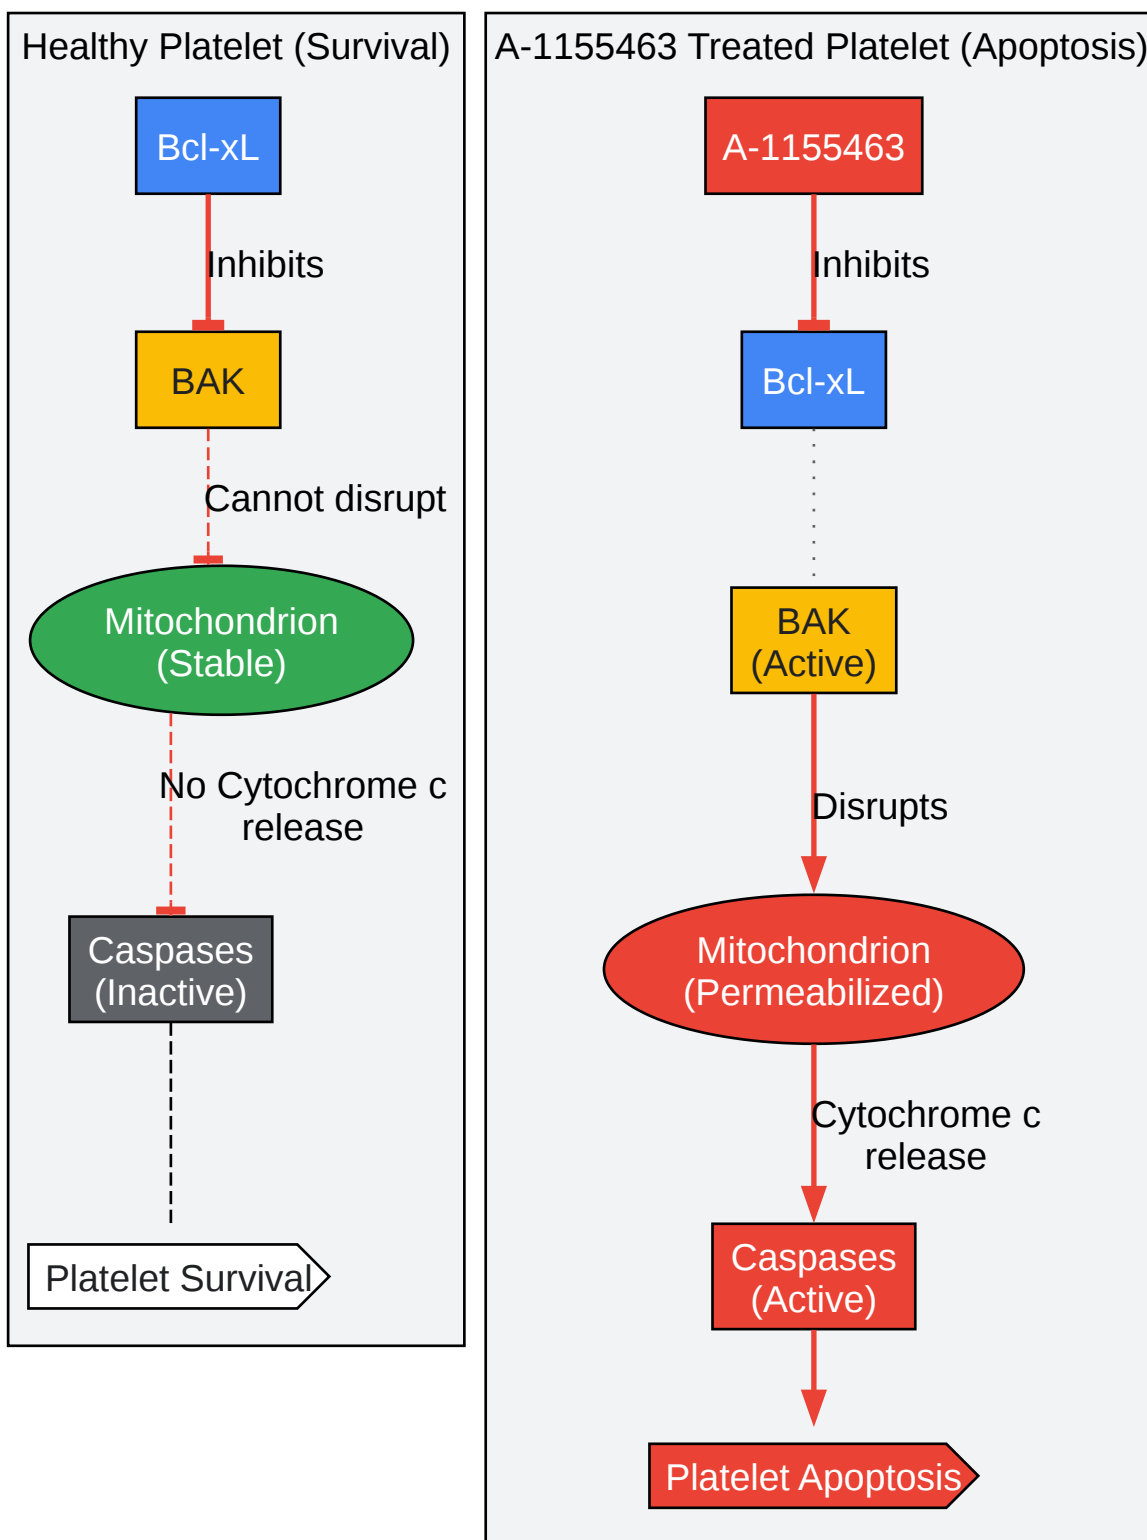 Healthy Platelet (Survival)
Bcl-xL
Inhibits
BAK
Cannot disrupt
Mitochondrion
(Stable)
No Cytochrome c
release
Caspases
(Inactive)
Platelet Survival
A-1155463 Treated Platelet (Apoptosis)
A-1155463
Inhibits
Bcl-xL
BAK
(Active)
Disrupts
Mitochondrion
(Permeabilized)
Cytochrome c
release
Caspases
(Active)
Platelet Apoptosis